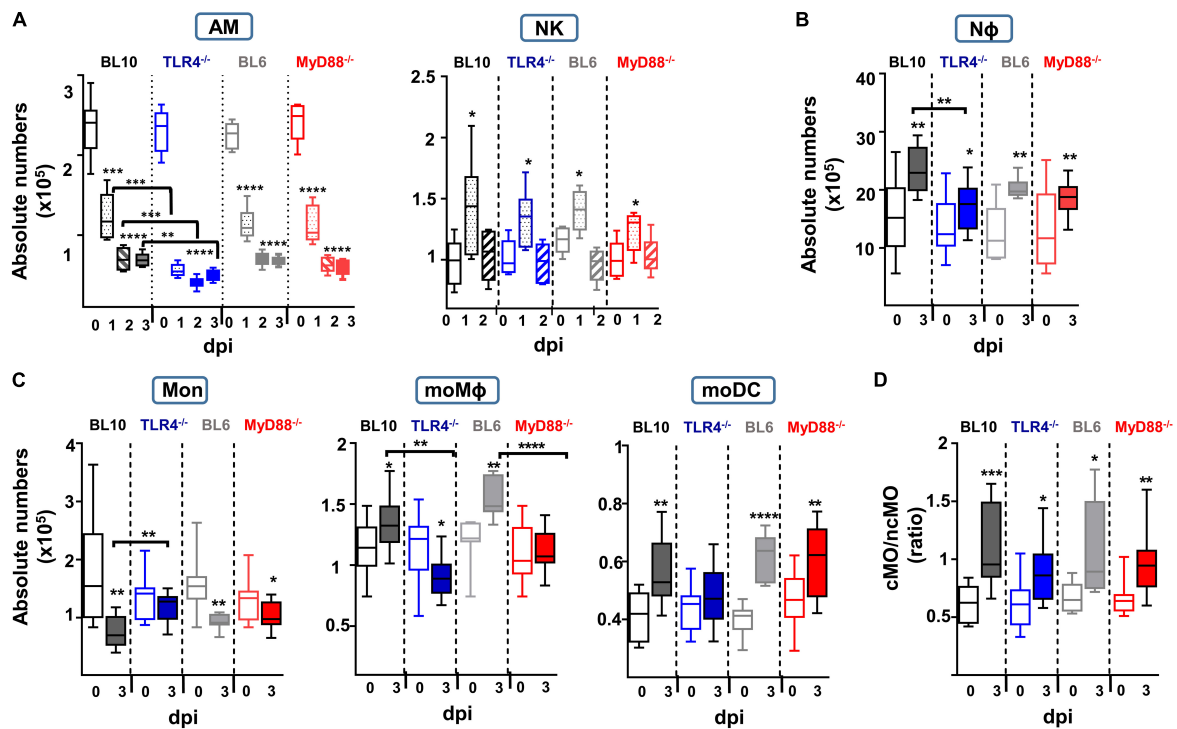 A
AM
NK
B
Nϕ
BL10 TLR4-/- BL6 MyD88-/-
BL10 TLR4-/- BL6 MyD88-/-
BL10 TLR4-/- BL6 MyD88-/-
Absolute numbers
(x10⁵)
3
2
1
*** *** *** **** ** **** **** **** **** ****
0 1 2 3 0 1 2 3 0 1 2 3 0 1 2 3
dpi
2.5
2
1.5
1
* * * *
0 1 2 0 1 2 0 1 2 0 1 2
dpi
Absolute numbers
(x10⁵)
40
30
20
10
** ** * ** **
0 3 0 3 0 3 0 3
dpi
C
Mon
moMϕ
moDC
D
BL10 TLR4-/- BL6 MyD88-/-
BL10 TLR4-/- BL6 MyD88-/-
BL10 TLR4-/- BL6 MyD88-/-
BL10 TLR4-/- BL6 MyD88-/-
Absolute numbers
(x10⁵)
4
3
2
1
** ** ** *
0 3 0 3 0 3 0 3
dpi
2
1.5
1
0.5
* ** * ** ****
0 3 0 3 0 3 0 3
dpi
1
0.8
0.6
0.4
** **** **
0 3 0 3 0 3 0 3
dpi
cMO/ncMO
(ratio)
2
1.5
1
0.5
*** * * **
0 3 0 3 0 3 0 3
dpi